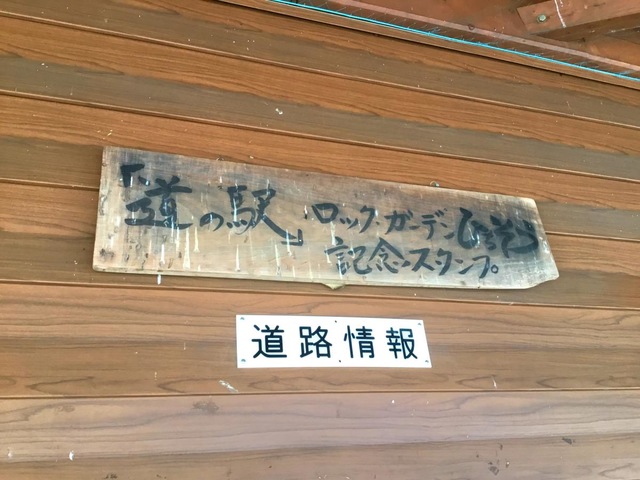 「道の駅」ロック・ガーデンひちそう
記念スタンプ。
道路情報